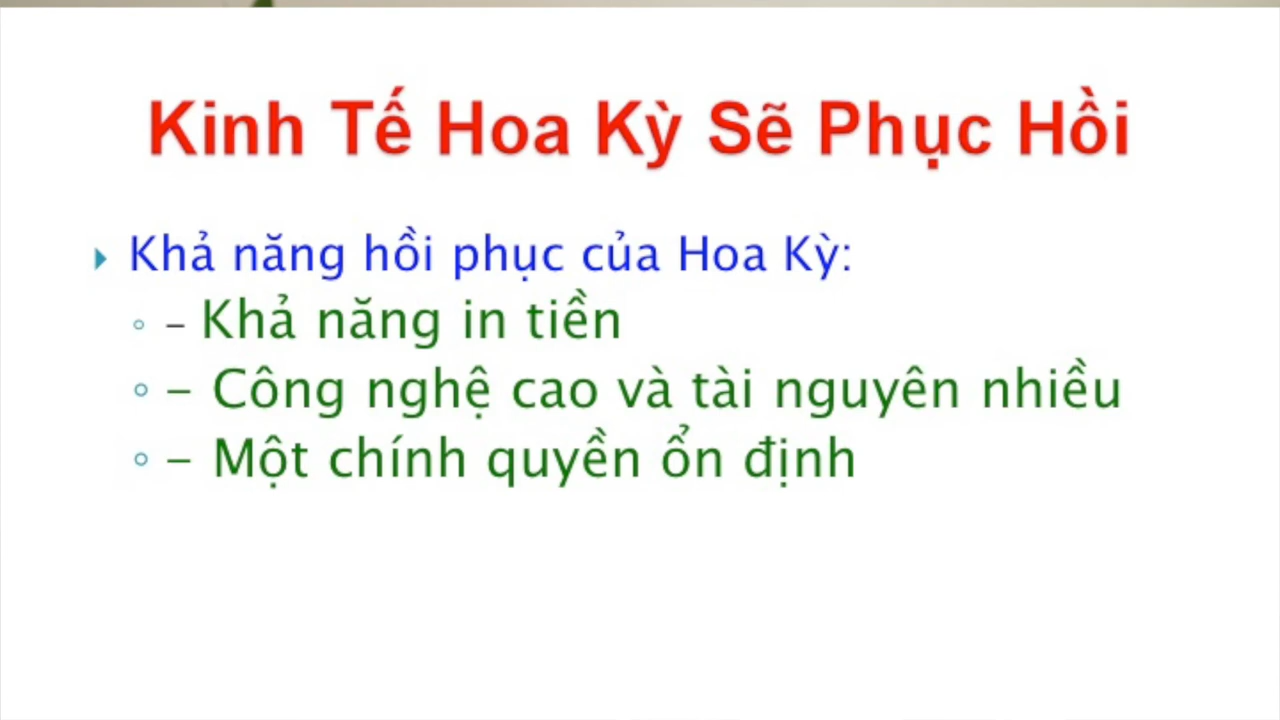 Kinh Tế Hoa Kỳ Sẽ Phục Hồi
Khả năng hồi phục của Hoa Kỳ:
– Khả năng in tiền
– Công nghệ cao và tài nguyên nhiều
– Một chính quyền ổn định